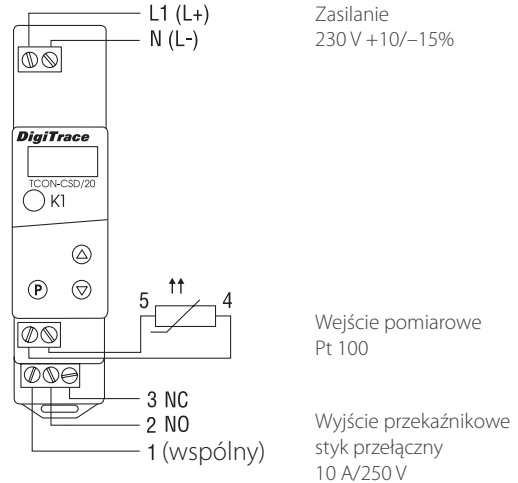 L1 (L+)
N (L-)
Zasilanie
230 V +10/–15%
DigiTrace
TCON-CSD/20
K1
P
5
4
Wejście pomiarowe
Pt 100
3 NC
2 NO
1 (wspólny)
Wyjście przekaźnikowe
styk przełączny
10 A/250 V